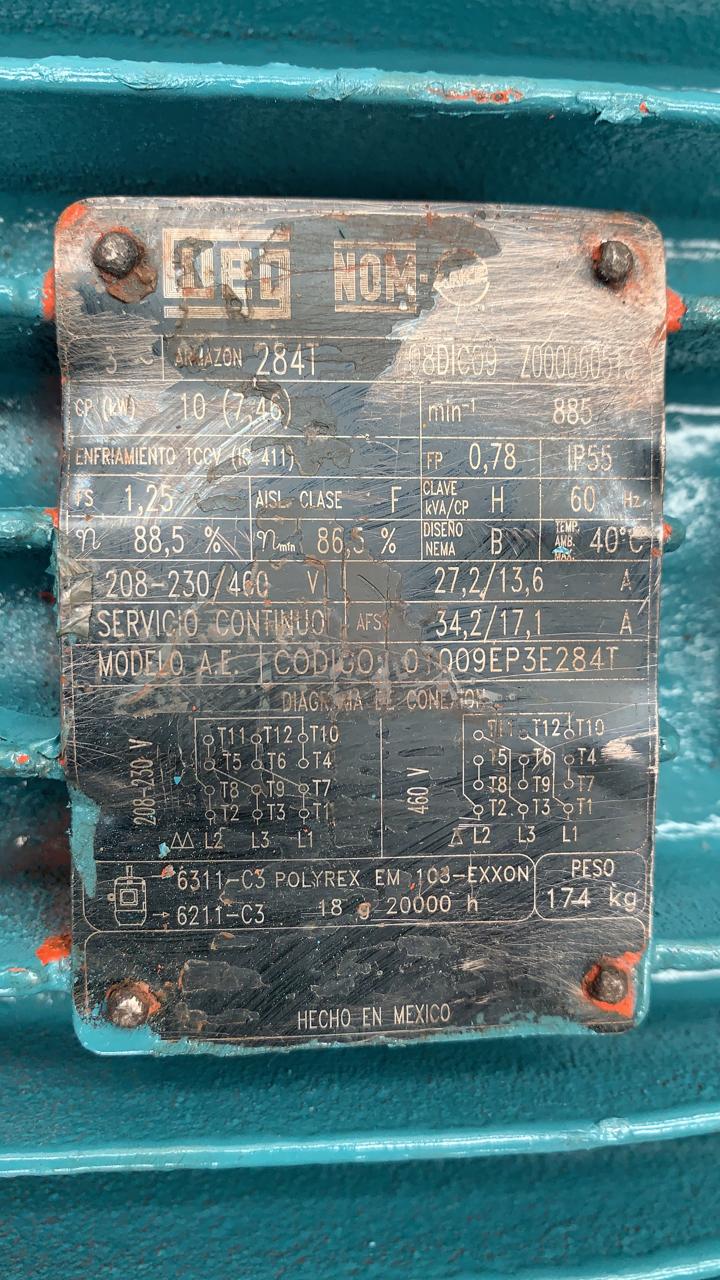 WEG NOM-
3~ ARMAZON 284T 08DIC09
CP (kW) 10 (7,46) min⁻¹ 885
ENFRIAMIENTO TCCV (IC 411) FP 0,78 IP55
FS 1,25 AISL CLASE F CLAVE kVA/CP H 60 Hz
η 88,5 % ηmin 86,5 % DISEÑO NEMA B TEMP. AMB. MAX. 40°C
208-230/460 V 27,2/13,6 A
SERVICIO CONTINUO AFS 34,2/17,1 A
MODELO A.E. CODIGO: 01009EP3E284T
DIAGRAMA DE CONEXION
208-230 V
T11 T12 T10
T5 T6 T4
T8 T9 T7
T2 T3 T1
ΔΔ L2 L3 L1
460 V
T11 T12 T10
T5 T6 T4
T8 T9 T7
T2 T3 T1
Δ L2 L3 L1
6311-C3 POLYREX EM 103-EXXON
6211-C3 18 g 20000 h
PESO
174 kg
HECHO EN MEXICO